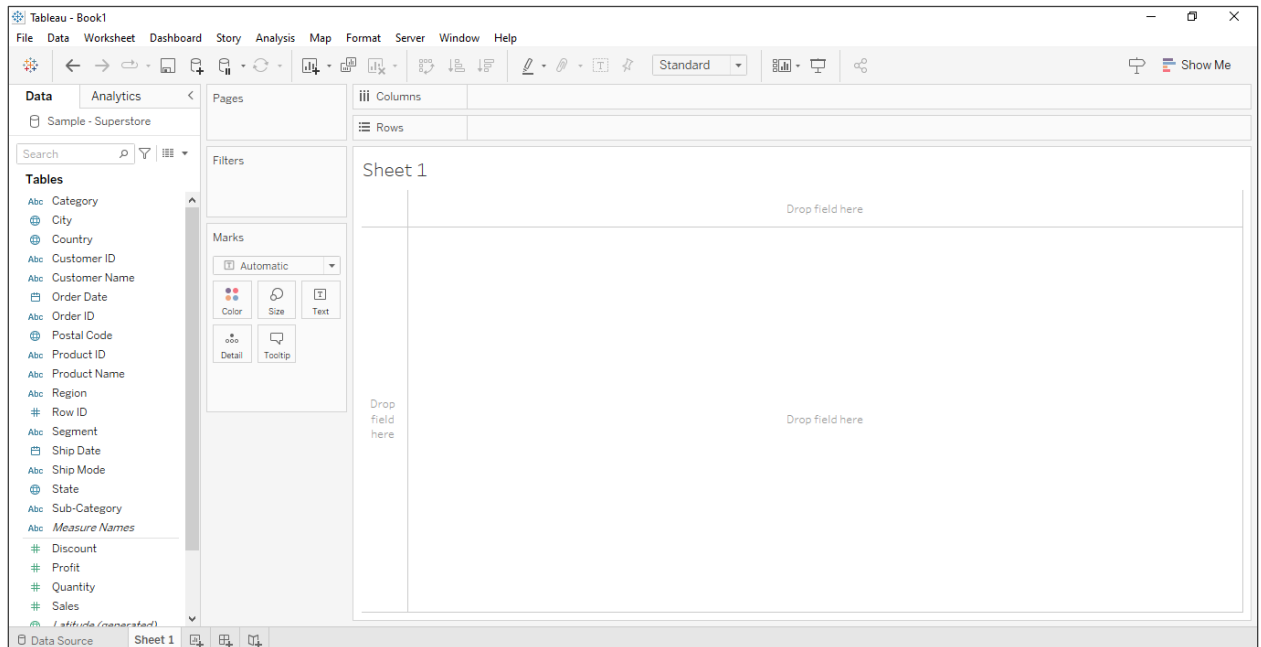 Tableau - Book1
File Data Worksheet Dashboard Story Analysis Map Format Server Window Help
Standard
Show Me
Data Analytics
Sample - Superstore
Search
Tables
Abc Category
City
Country
Abc Customer ID
Abc Customer Name
Order Date
Abc Order ID
Postal Code
Abc Product ID
Abc Product Name
Abc Region
# Row ID
Abc Segment
Ship Date
Abc Ship Mode
State
Abc Sub-Category
Abc Measure Names
# Discount
# Profit
# Quantity
# Sales
Latitude (generated)
Pages
Filters
Marks
T Automatic
Color Size Text
Detail Tooltip
iii Columns
Rows
Sheet 1
Drop field here
Drop
field
here
Drop field here
Data Source Sheet 1